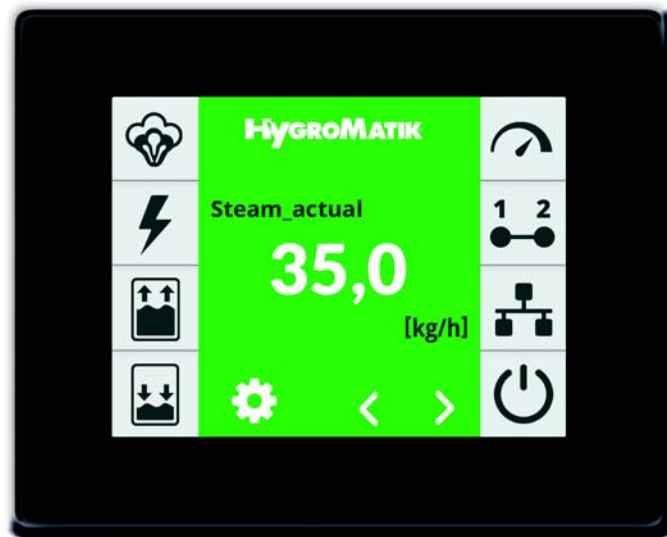 HYGROMATIK
Steam_actual
1 2
35,0
[kg/h]